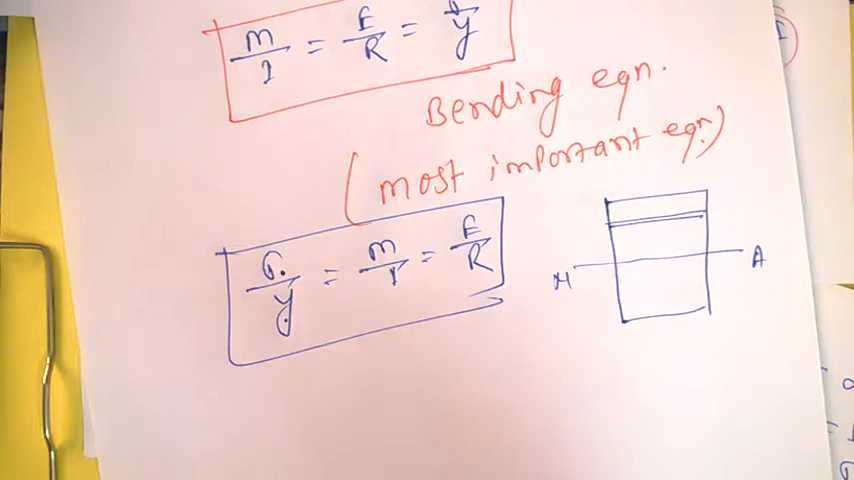 m/I = E/R = σ/y
Bending eqn.
(most important eqn)
σ/y = m/I = E/R
N A